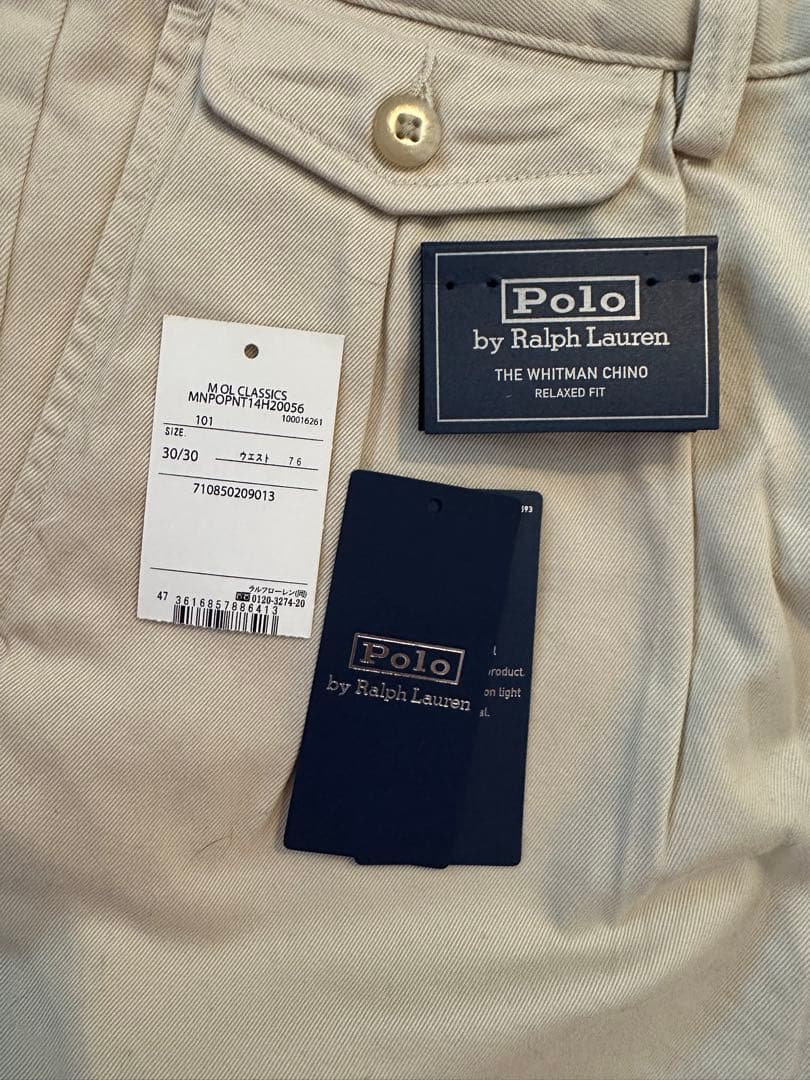 Polo
by Ralph Lauren
THE WHITMAN CHINO
RELAXED FIT
M OL CLASSICS
MNPOPNT14H20056
101 100016261
SIZE.
30/30 ウエスト 76
710850209013
ラルフローレン(同)
0120-3274-20
47 3616857886413
593
Polo
by Ralph Lauren
product.
on light